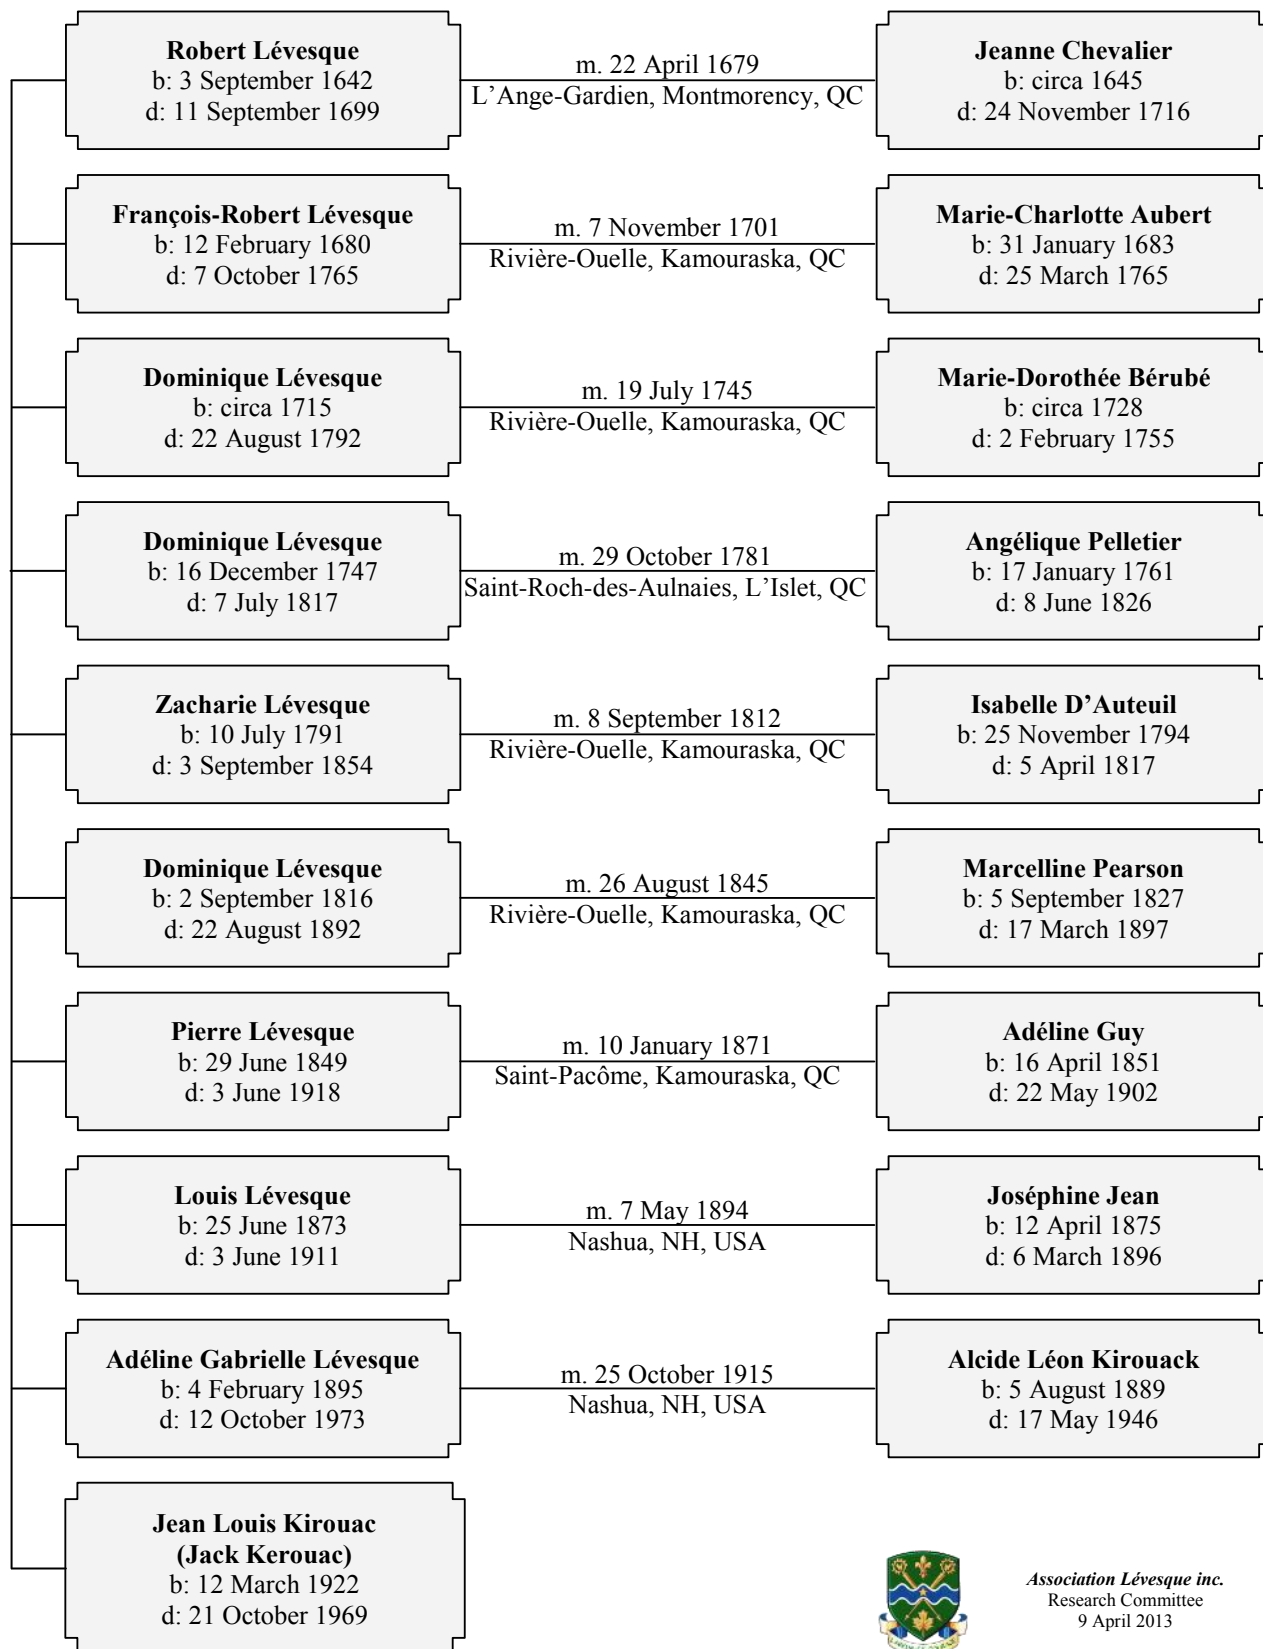 Robert Lévesque
b: 3 September 1642
d: 11 September 1699
m. 22 April 1679
L’Ange-Gardien, Montmorency, QC
Jeanne Chevalier
b: circa 1645
d: 24 November 1716
François-Robert Lévesque
b: 12 February 1680
d: 7 October 1765
m. 7 November 1701
Rivière-Ouelle, Kamouraska, QC
Marie-Charlotte Aubert
b: 31 January 1683
d: 25 March 1765
Dominique Lévesque
b: circa 1715
d: 22 August 1792
m. 19 July 1745
Rivière-Ouelle, Kamouraska, QC
Marie-Dorothée Bérubé
b: circa 1728
d: 2 February 1755
Dominique Lévesque
b: 16 December 1747
d: 7 July 1817
m. 29 October 1781
Saint-Roch-des-Aulnaies, L’Islet, QC
Angélique Pelletier
b: 17 January 1761
d: 8 June 1826
Zacharie Lévesque
b: 10 July 1791
d: 3 September 1854
m. 8 September 1812
Rivière-Ouelle, Kamouraska, QC
Isabelle D’Auteuil
b: 25 November 1794
d: 5 April 1817
Dominique Lévesque
b: 2 September 1816
d: 22 August 1892
m. 26 August 1845
Rivière-Ouelle, Kamouraska, QC
Marcelline Pearson
b: 5 September 1827
d: 17 March 1897
Pierre Lévesque
b: 29 June 1849
d: 3 June 1918
m. 10 January 1871
Saint-Pacôme, Kamouraska, QC
Adéline Guy
b: 16 April 1851
d: 22 May 1902
Louis Lévesque
b: 25 June 1873
d: 3 June 1911
m. 7 May 1894
Nashua, NH, USA
Joséphine Jean
b: 12 April 1875
d: 6 March 1896
Adéline Gabrielle Lévesque
b: 4 February 1895
d: 12 October 1973
m. 25 October 1915
Nashua, NH, USA
Alcide Léon Kirouack
b: 5 August 1889
d: 17 May 1946
Jean Louis Kirouac
(Jack Kerouac)
b: 12 March 1922
d: 21 October 1969
Association Lévesque inc.
Research Committee
9 April 2013